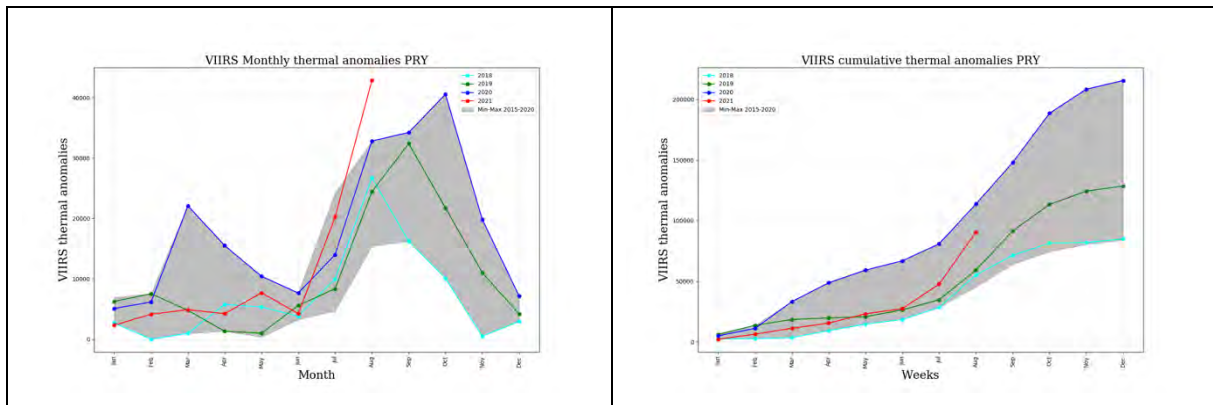 VIIRS Monthly thermal anomalies PRY
2018
2019
2020
2021
Min-Max 2015-2020
40000
30000
20000
10000
0
VIIRS thermal anomalies
Jan
Feb
Mar
Apr
May
Jun
Jul
Aug
Sep
Oct
Nov
Dec
Month
VIIRS cumulative thermal anomalies PRY
2018
2019
2020
2021
Min-Max 2015-2020
200000
150000
100000
50000
0
VIIRS thermal anomalies
Jan
Feb
Mar
Apr
May
Jun
Jul
Aug
Sep
Oct
Nov
Dec
Weeks